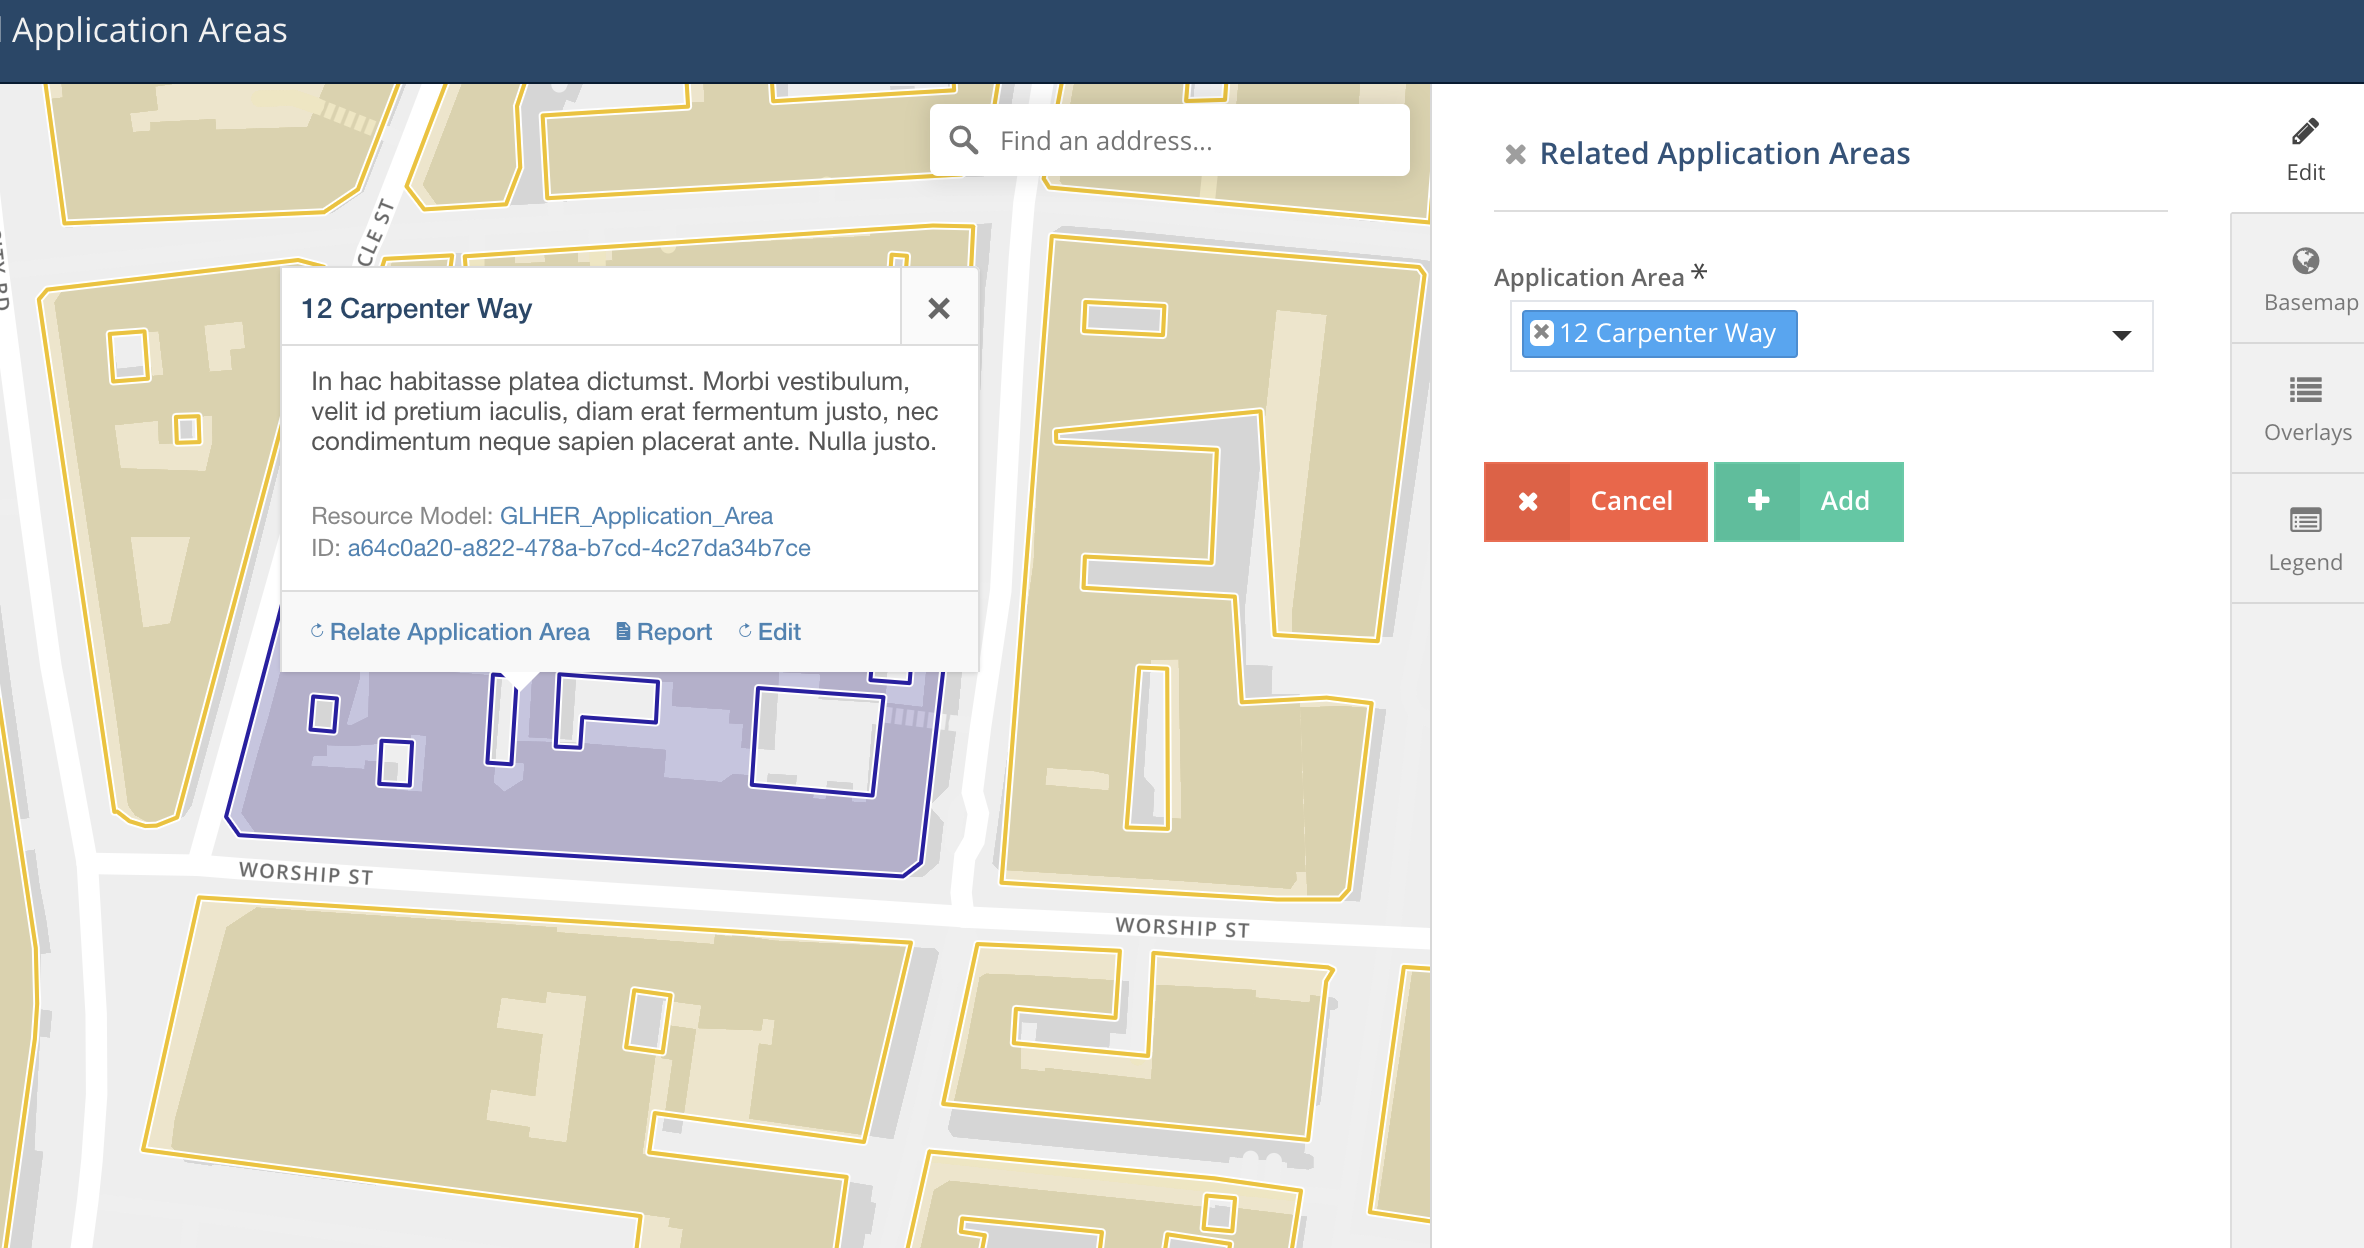 Application Areas
Find an address...
CLE ST
12 Carpenter Way
In hac habitasse platea dictumst. Morbi vestibulum,
velit id pretium iaculis, diam erat fermentum justo, nec
condimentum neque sapien placerat ante. Nulla justo.
Resource Model: GLHER_Application_Area
ID: a64c0a20-a822-478a-b7cd-4c27da34b7ce
Relate Application Area Report Edit
WORSHIP ST
WORSHIP ST
Related Application Areas
Application Area *
12 Carpenter Way
Cancel Add
Edit
Basemap
Overlays
Legend